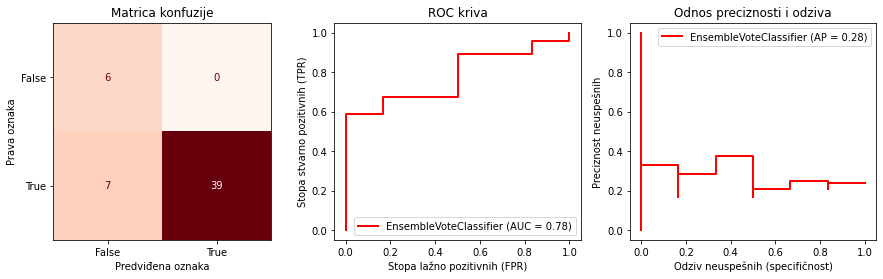 Matrica konfuzije
False
True
Prava oznaka
6
0
7
39
False
True
Predviđena oznaka
ROC kriva
1.0
0.8
0.6
0.4
0.2
0.0
Stopa stvarno pozitivnih (TPR)
EnsembleVoteClassifier (AUC = 0.78)
0.0
0.2
0.4
0.6
0.8
1.0
Stopa lažno pozitivnih (FPR)
Odnos preciznosti i odziva
1.0
0.8
0.6
0.4
0.2
0.0
Preciznost neuspešnih
EnsembleVoteClassifier (AP = 0.28)
0.0
0.2
0.4
0.6
0.8
1.0
Odziv neuspešnih (specifičnost)